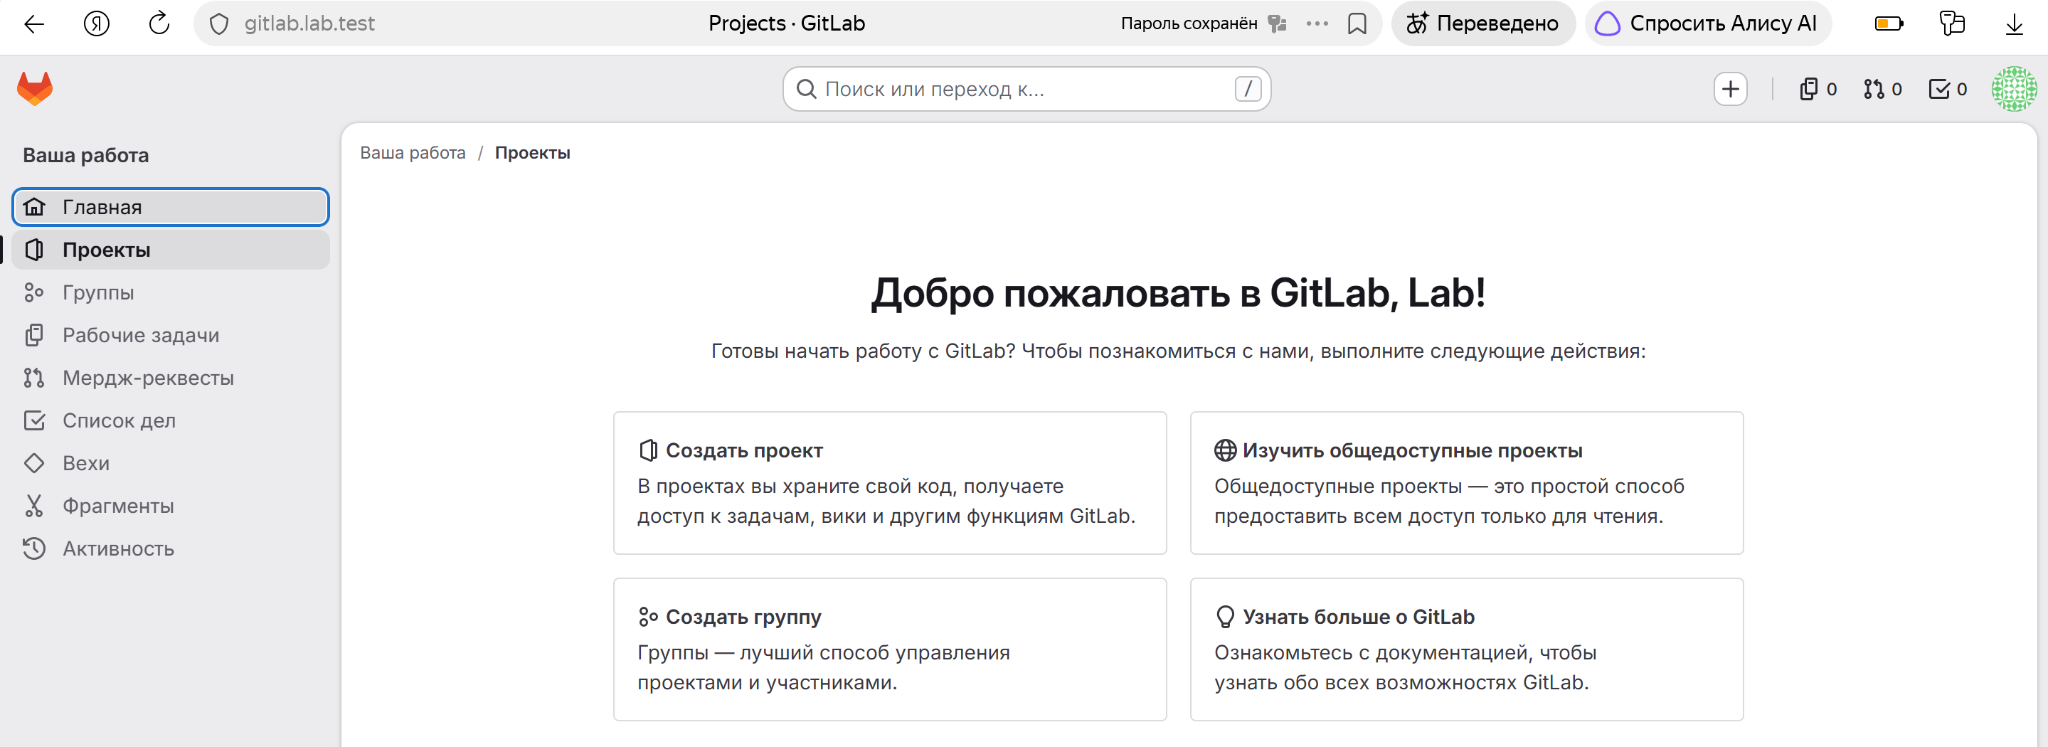 gitlab.lab.test
Projects · GitLab
Пароль сохранён
Переведено
Спросить Алису AI
Поиск или переход к...
/
0
0
0
Ваша работа
Главная
Проекты
Группы
Рабочие задачи
Мердж-реквесты
Список дел
Вехи
Фрагменты
Активность
Ваша работа / Проекты
Добро пожаловать в GitLab, Lab!
Готовы начать работу с GitLab? Чтобы познакомиться с нами, выполните следующие действия:
Создать проект
В проектах вы храните свой код, получаете
доступ к задачам, вики и другим функциям GitLab.
Изучить общедоступные проекты
Общедоступные проекты — это простой способ
предоставить всем доступ только для чтения.
Создать группу
Группы — лучший способ управления
проектами и участниками.
Узнать больше о GitLab
Ознакомьтесь с документацией, чтобы
узнать обо всех возможностях GitLab.